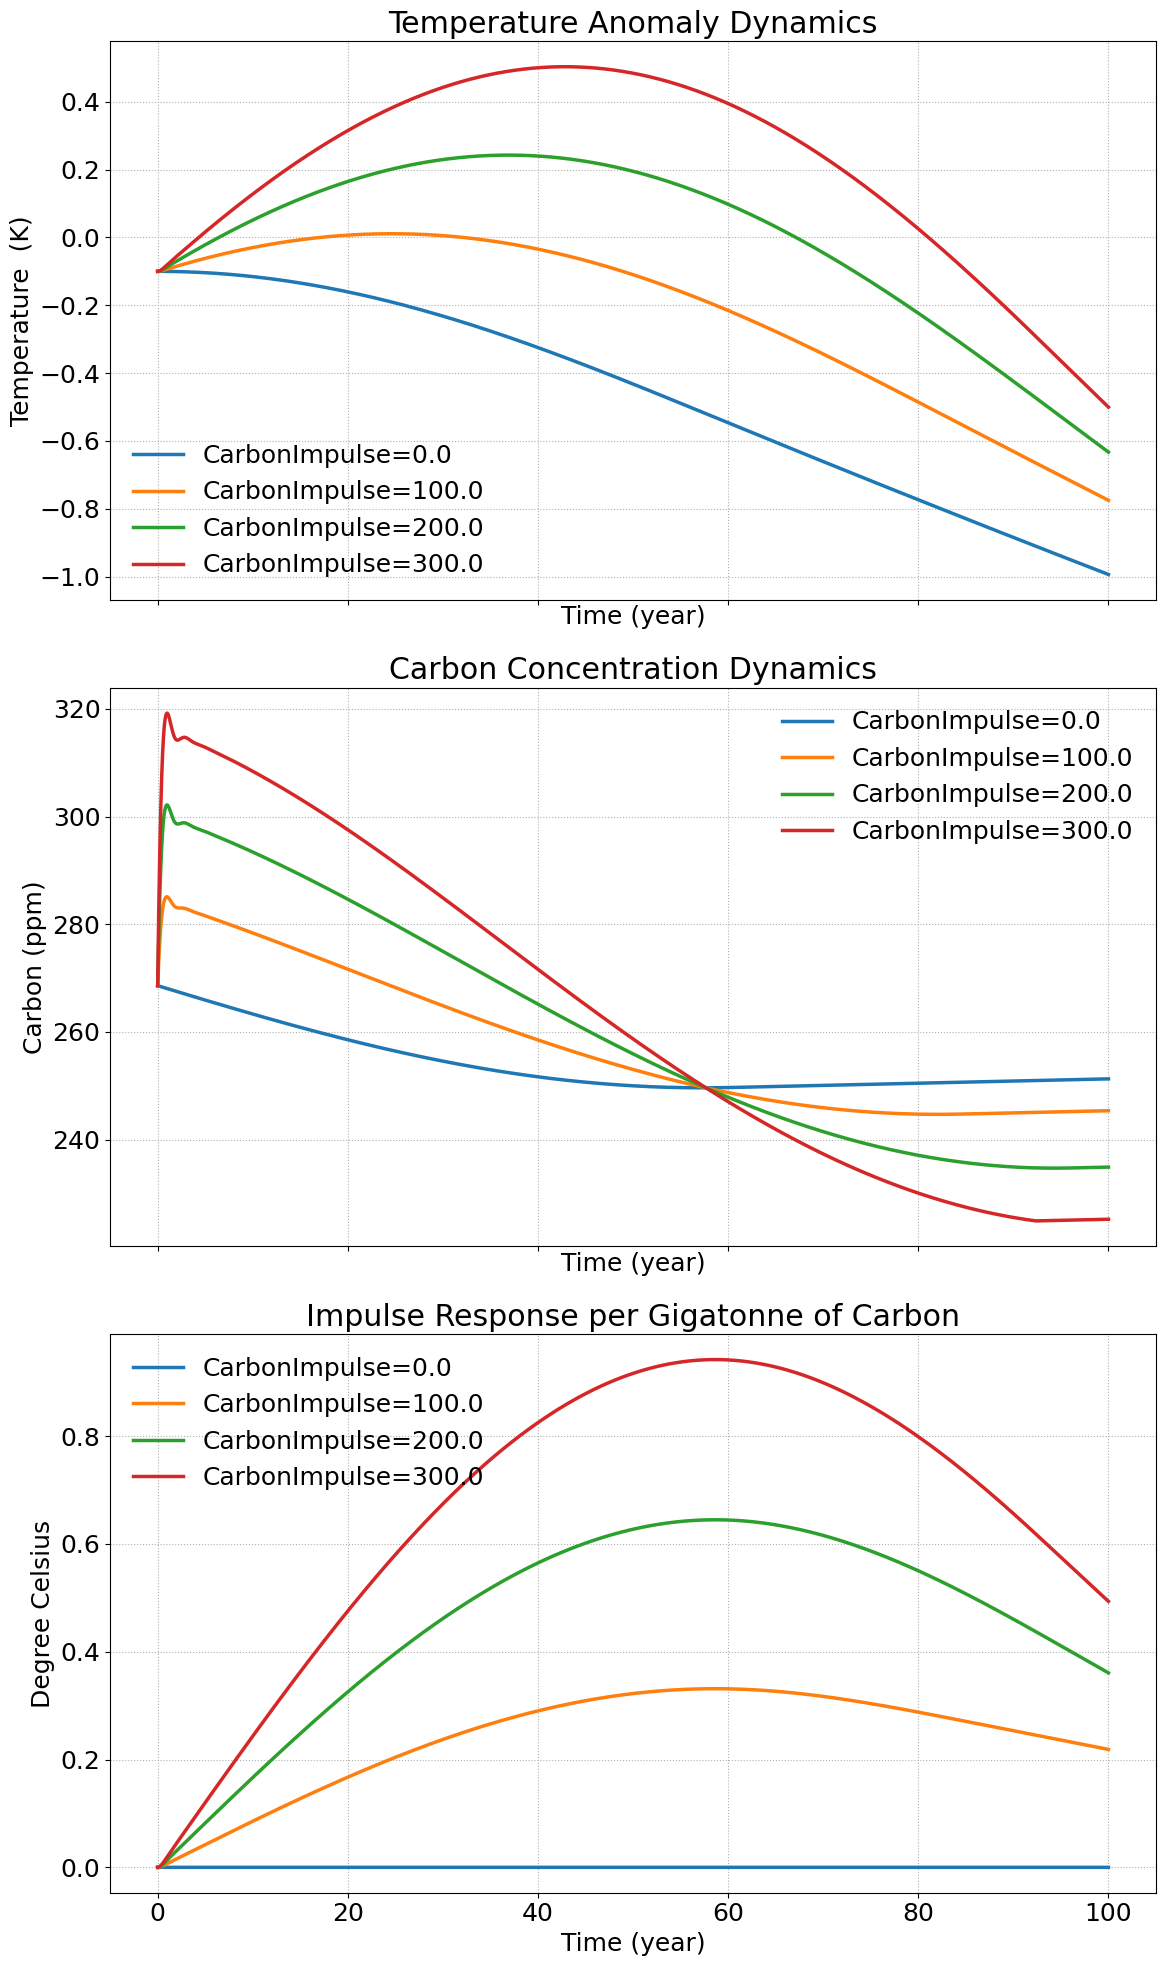 Temperature Anomaly Dynamics
0.4
0.2
0.0
−0.2
−0.4
−0.6
−0.8
−1.0
Temperature  (K)
CarbonImpulse=0.0
CarbonImpulse=100.0
CarbonImpulse=200.0
CarbonImpulse=300.0
Time (year)
Carbon Concentration Dynamics
320
300
280
260
240
Carbon (ppm)
CarbonImpulse=0.0
CarbonImpulse=100.0
CarbonImpulse=200.0
CarbonImpulse=300.0
Time (year)
Impulse Response per Gigatonne of Carbon
CarbonImpulse=0.0
CarbonImpulse=100.0
CarbonImpulse=200.0
CarbonImpulse=300.0
0.8
0.6
0.4
0.2
0.0
Degree Celsius
0 20 40 60 80 100
Time (year)